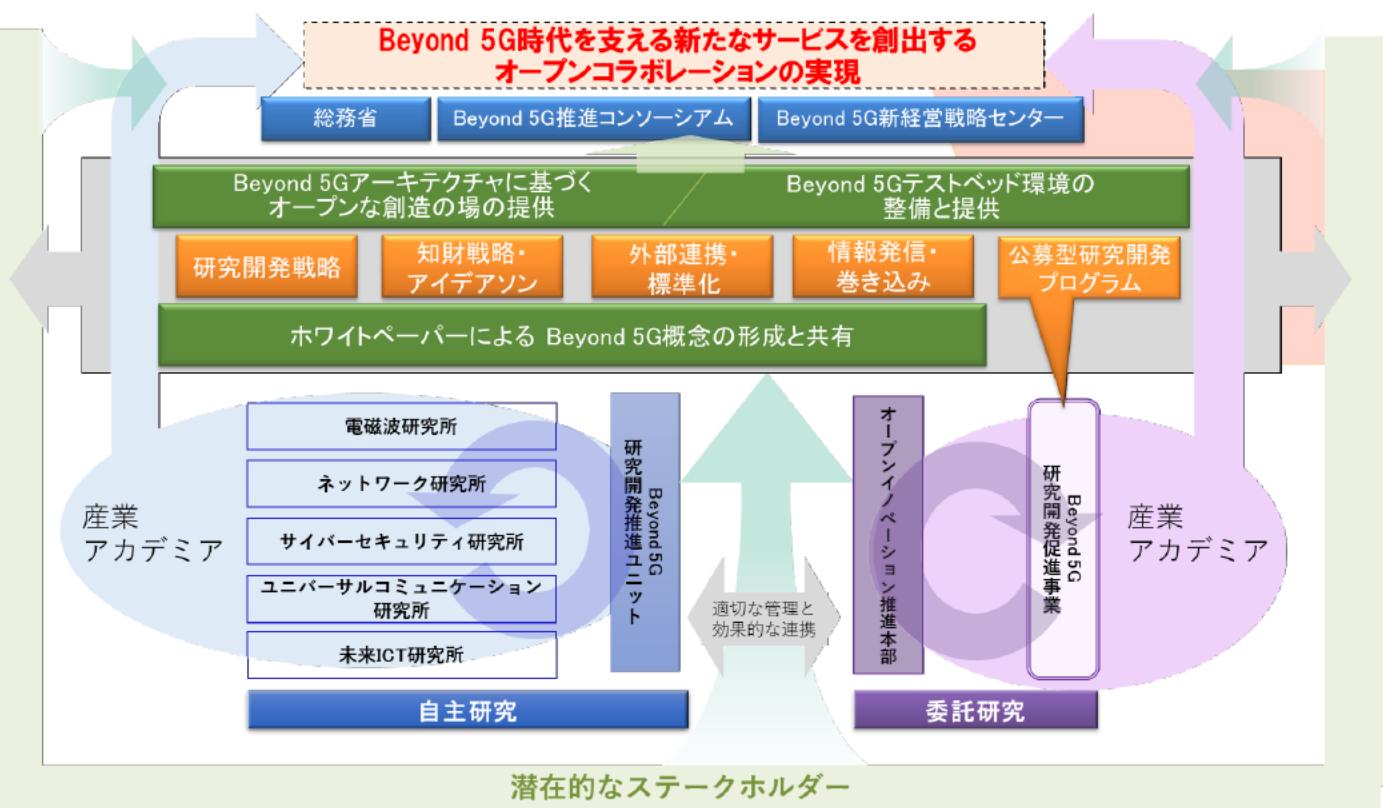 Beyond 5G時代を支える新たなサービスを創出する
オープンコラボレーションの実現
総務省
Beyond 5G推進コンソーシアム
Beyond 5G新経営戦略センター
Beyond 5Gアーキテクチャに基づく
オープンな創造の場の提供
Beyond 5Gテストベッド環境の
整備と提供
研究開発戦略
知財戦略・
アイデアソン
外部連携・
標準化
情報発信・
巻き込み
公募型研究開発
プログラム
ホワイトペーパーによる Beyond 5G概念の形成と共有
産業
アカデミア
電磁波研究所
ネットワーク研究所
サイバーセキュリティ研究所
ユニバーサルコミュニケーション
研究所
未来ICT研究所
Beyond 5G
研究開発推進ユニット
適切な管理と
効果的な連携
オープンイノベーション推進本部
Beyond 5G
研究開発促進事業
産業
アカデミア
自主研究
委託研究
潜在的なステークホルダー